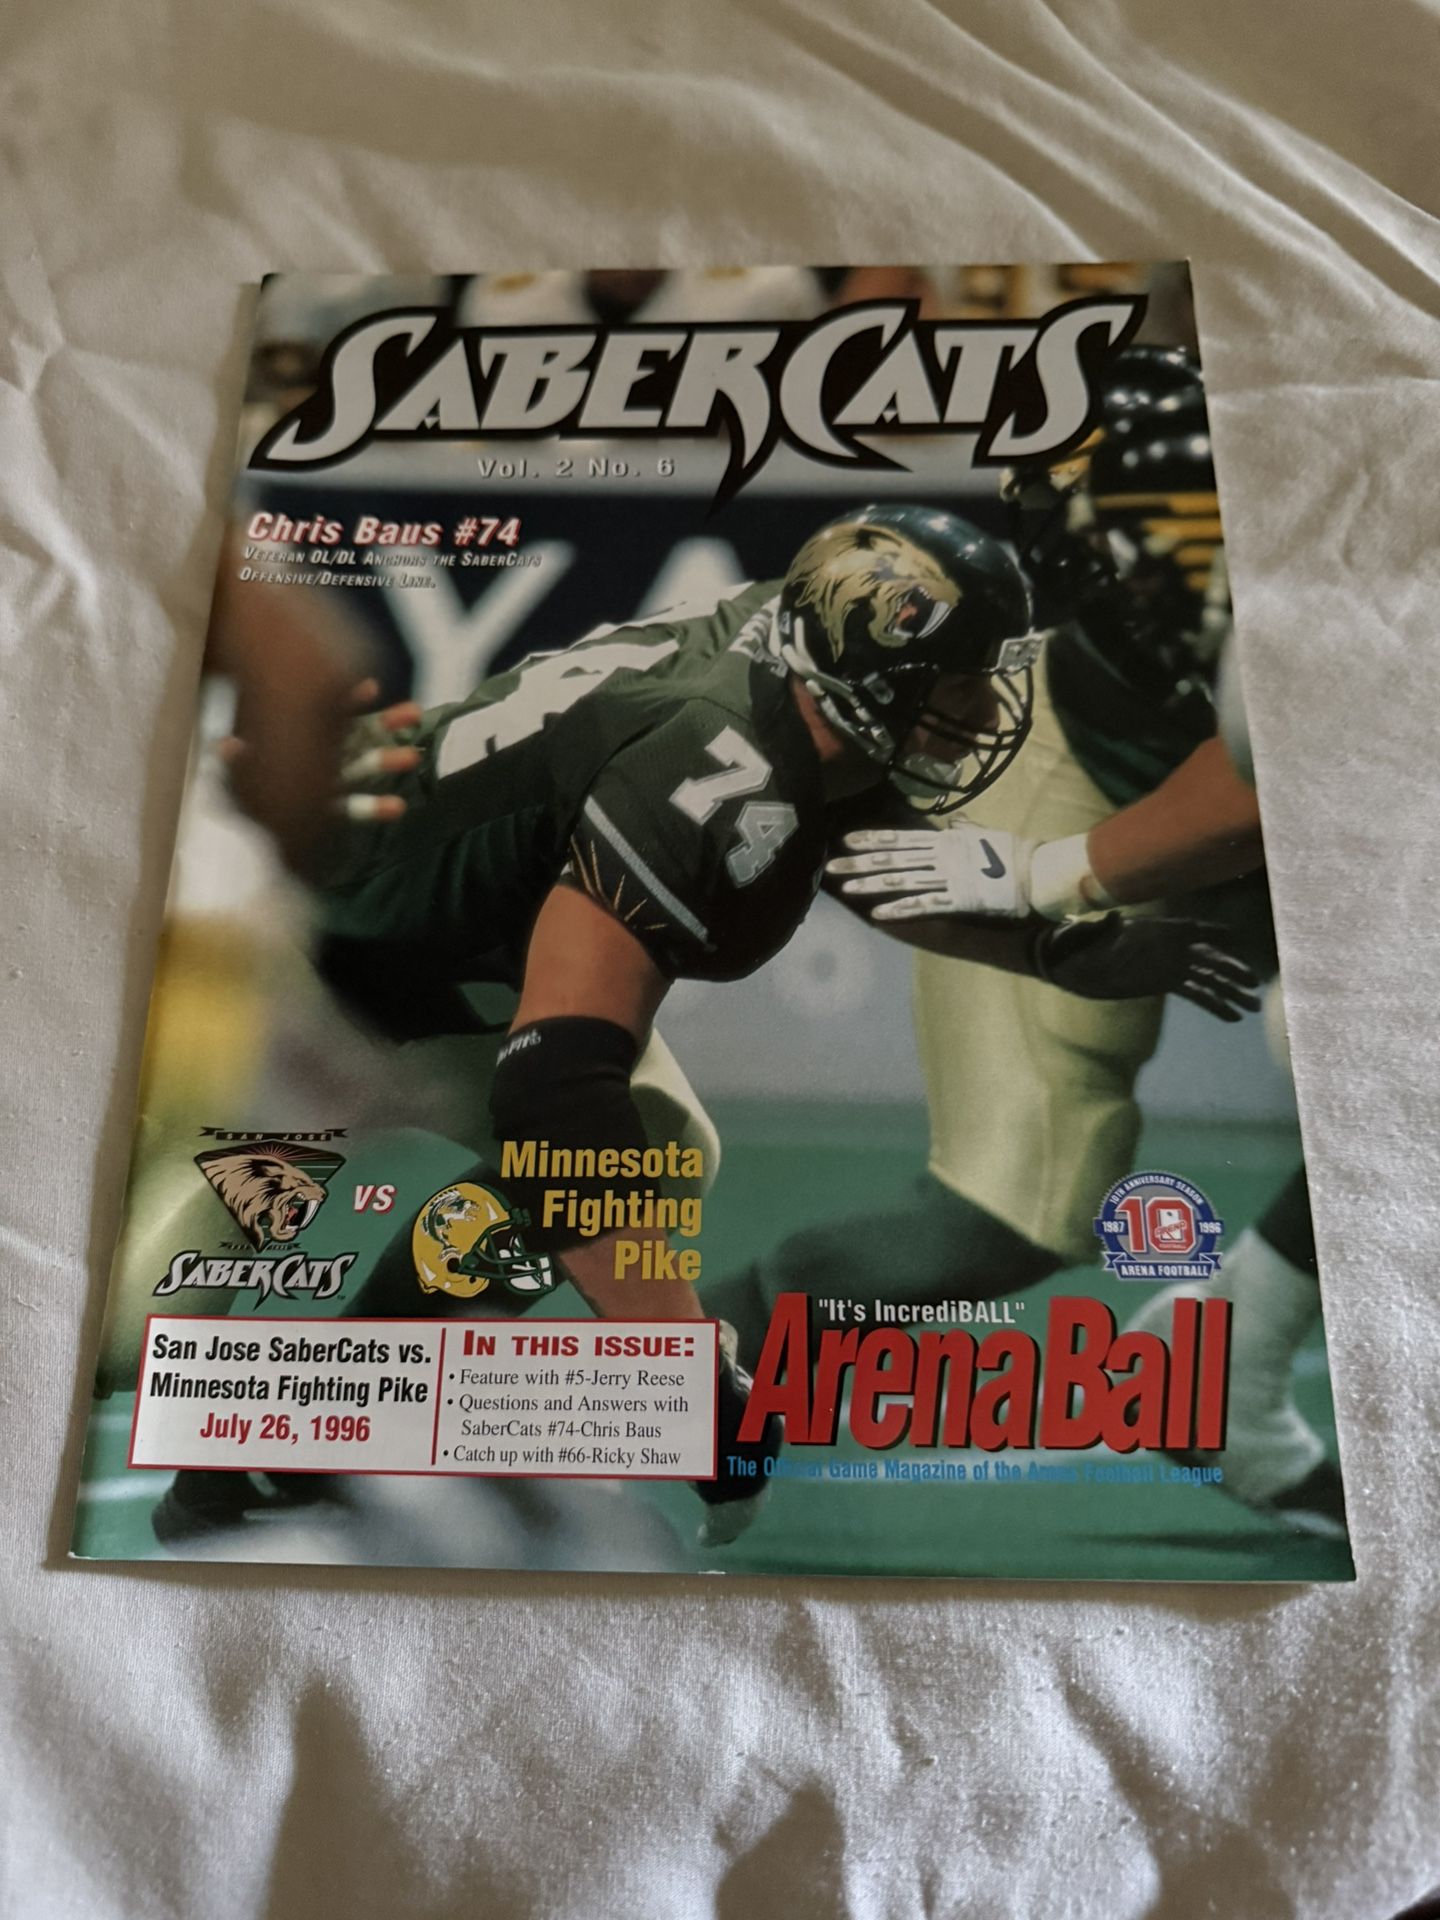 SABERCATS
Vol. 2 No. 6
Chris Baus #74
VETERAN OL/DL ANCHORS THE SABERCATS
OFFENSIVE/DEFENSIVE LINE.
74
SAN JOSE
SABERCATS
VS
Minnesota
Fighting
Pike
10TH ANNIVERSARY SEASON
1987 10 1996
ARENA FOOTBALL
San Jose SaberCats vs.
Minnesota Fighting Pike
July 26, 1996
IN THIS ISSUE:
• Feature with #5-Jerry Reese
• Questions and Answers with
SaberCats #74-Chris Baus
• Catch up with #66-Ricky Shaw
"It's IncrediBALL"
ArenaBall
The Official Game Magazine of the Arena Football League